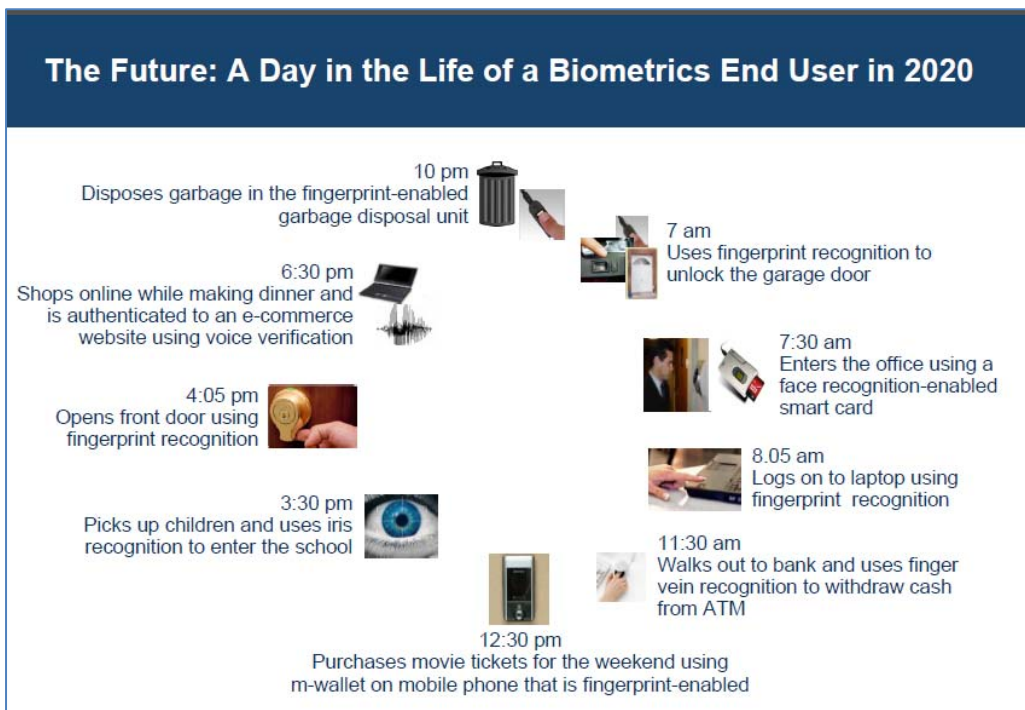 The Future: A Day in the Life of a Biometrics End User in 2020
10 pm
Disposes garbage in the fingerprint-enabled
garbage disposal unit
7 am
Uses fingerprint recognition to
unlock the garage door
6:30 pm
Shops online while making dinner and
is authenticated to an e-commerce
website using voice verification
7:30 am
Enters the office using a
face recognition-enabled
smart card
4:05 pm
Opens front door using
fingerprint recognition
8.05 am
Logs on to laptop using
fingerprint recognition
3:30 pm
Picks up children and uses iris
recognition to enter the school
11:30 am
Walks out to bank and uses finger
vein recognition to withdraw cash
from ATM
12:30 pm
Purchases movie tickets for the weekend using
m-wallet on mobile phone that is fingerprint-enabled